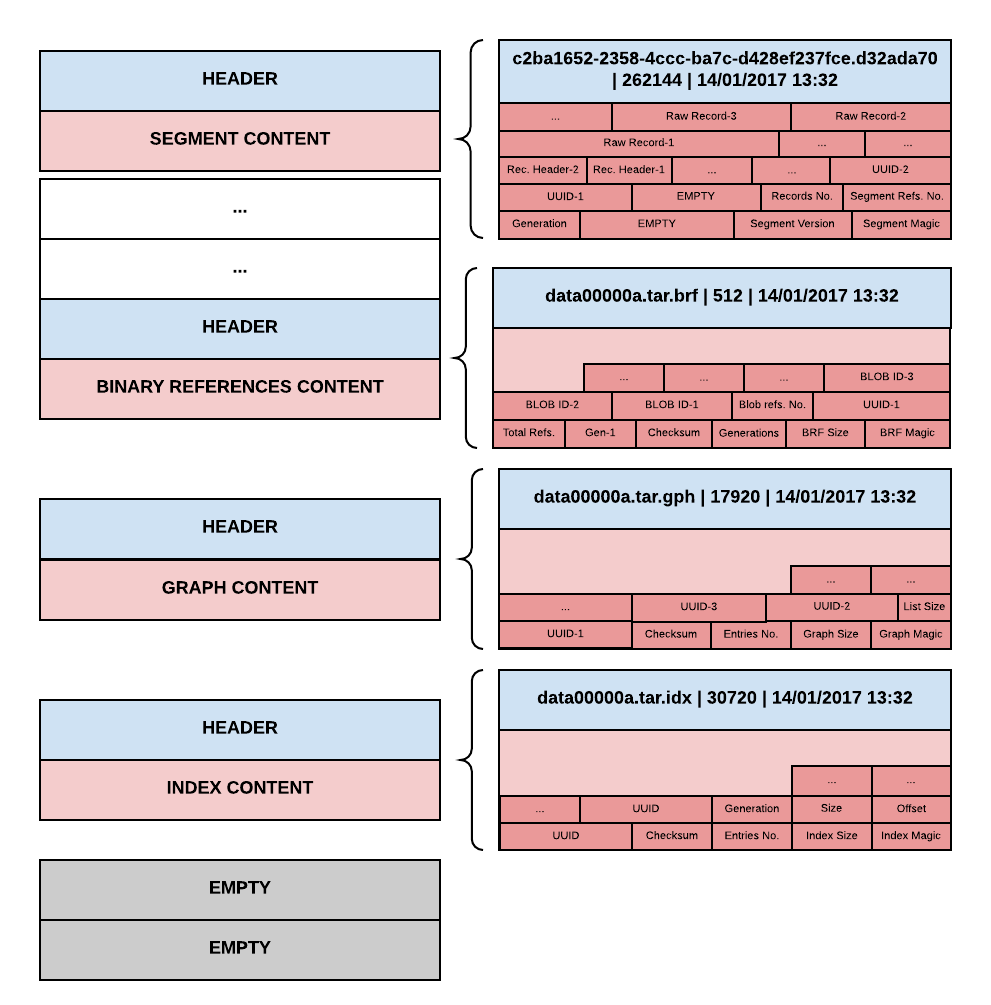 HEADER
SEGMENT CONTENT
...
...
HEADER
BINARY REFERENCES CONTENT
HEADER
GRAPH CONTENT
HEADER
INDEX CONTENT
EMPTY
EMPTY
c2ba1652-2358-4ccc-ba7c-d428ef237fce.d32ada70
| 262144 | 14/01/2017 13:32
... Raw Record-3 Raw Record-2
Raw Record-1 ... ...
Rec. Header-2 Rec. Header-1 ... ... UUID-2
UUID-1 EMPTY Records No. Segment Refs. No.
Generation EMPTY Segment Version Segment Magic
data00000a.tar.brf | 512 | 14/01/2017 13:32
... ... ... BLOB ID-3
BLOB ID-2 BLOB ID-1 Blob refs. No. UUID-1
Total Refs. Gen-1 Checksum Generations BRF Size BRF Magic
data00000a.tar.gph | 17920 | 14/01/2017 13:32
... ...
... UUID-3 UUID-2 List Size
UUID-1 Checksum Entries No. Graph Size Graph Magic
data00000a.tar.idx | 30720 | 14/01/2017 13:32
... ...
... UUID Generation Size Offset
UUID Checksum Entries No. Index Size Index Magic